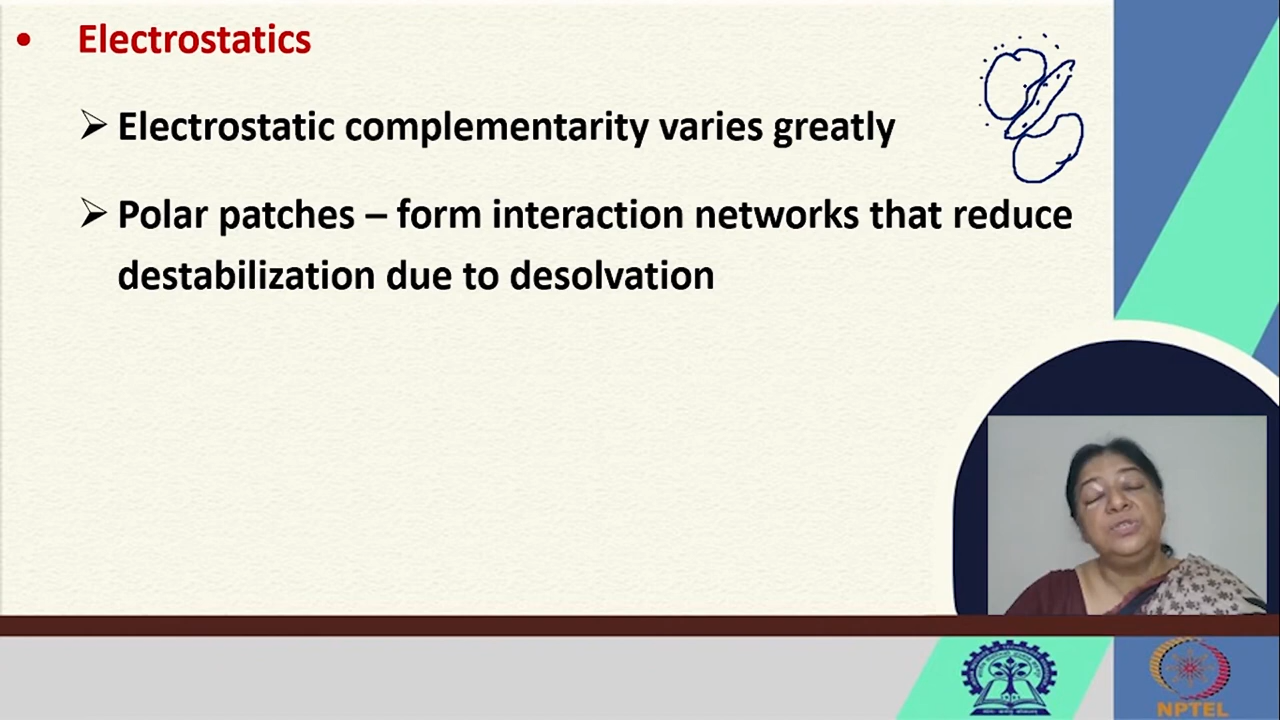 • Electrostatics
➢ Electrostatic complementarity varies greatly
➢ Polar patches – form interaction networks that reduce
destabilization due to desolvation
NPTEL